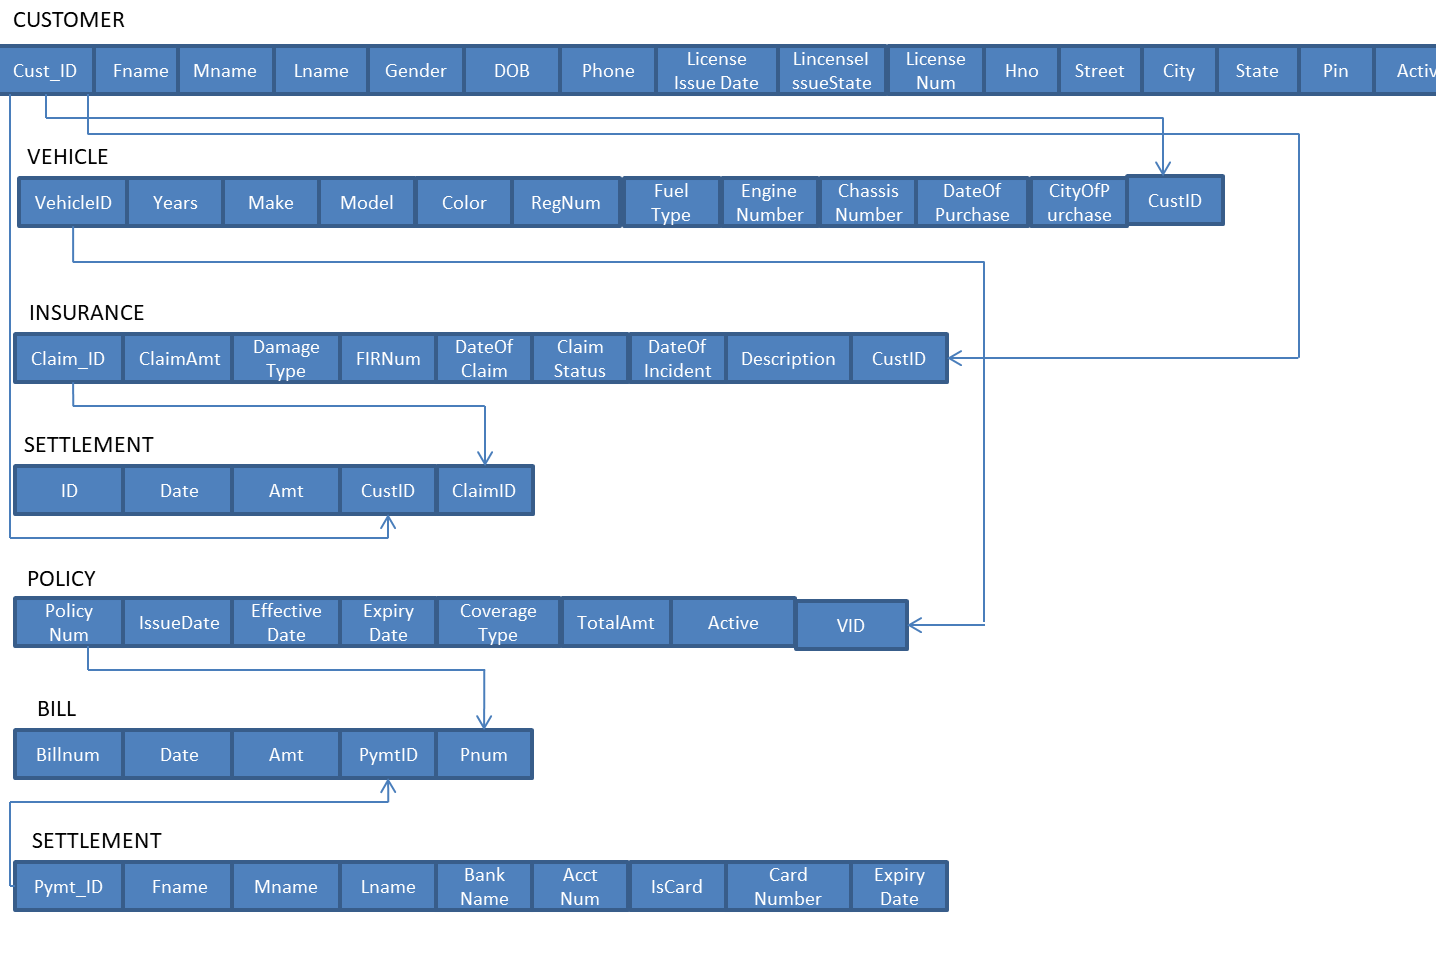 CUSTOMER
Cust_ID Fname Mname Lname Gender DOB Phone License Issue Date LincenseI ssueState License Num Hno Street City State Pin Activ
VEHICLE
VehicleID Years Make Model Color RegNum Fuel Type Engine Number Chassis Number DateOf Purchase CityOfP urchase CustID
INSURANCE
Claim_ID ClaimAmt Damage Type FIRNum DateOf Claim Claim Status DateOf Incident Description CustID
SETTLEMENT
ID Date Amt CustID ClaimID
POLICY
Policy Num IssueDate Effective Date Expiry Date Coverage Type TotalAmt Active VID
BILL
Billnum Date Amt PymtID Pnum
SETTLEMENT
Pymt_ID Fname Mname Lname Bank Name Acct Num IsCard Card Number Expiry Date